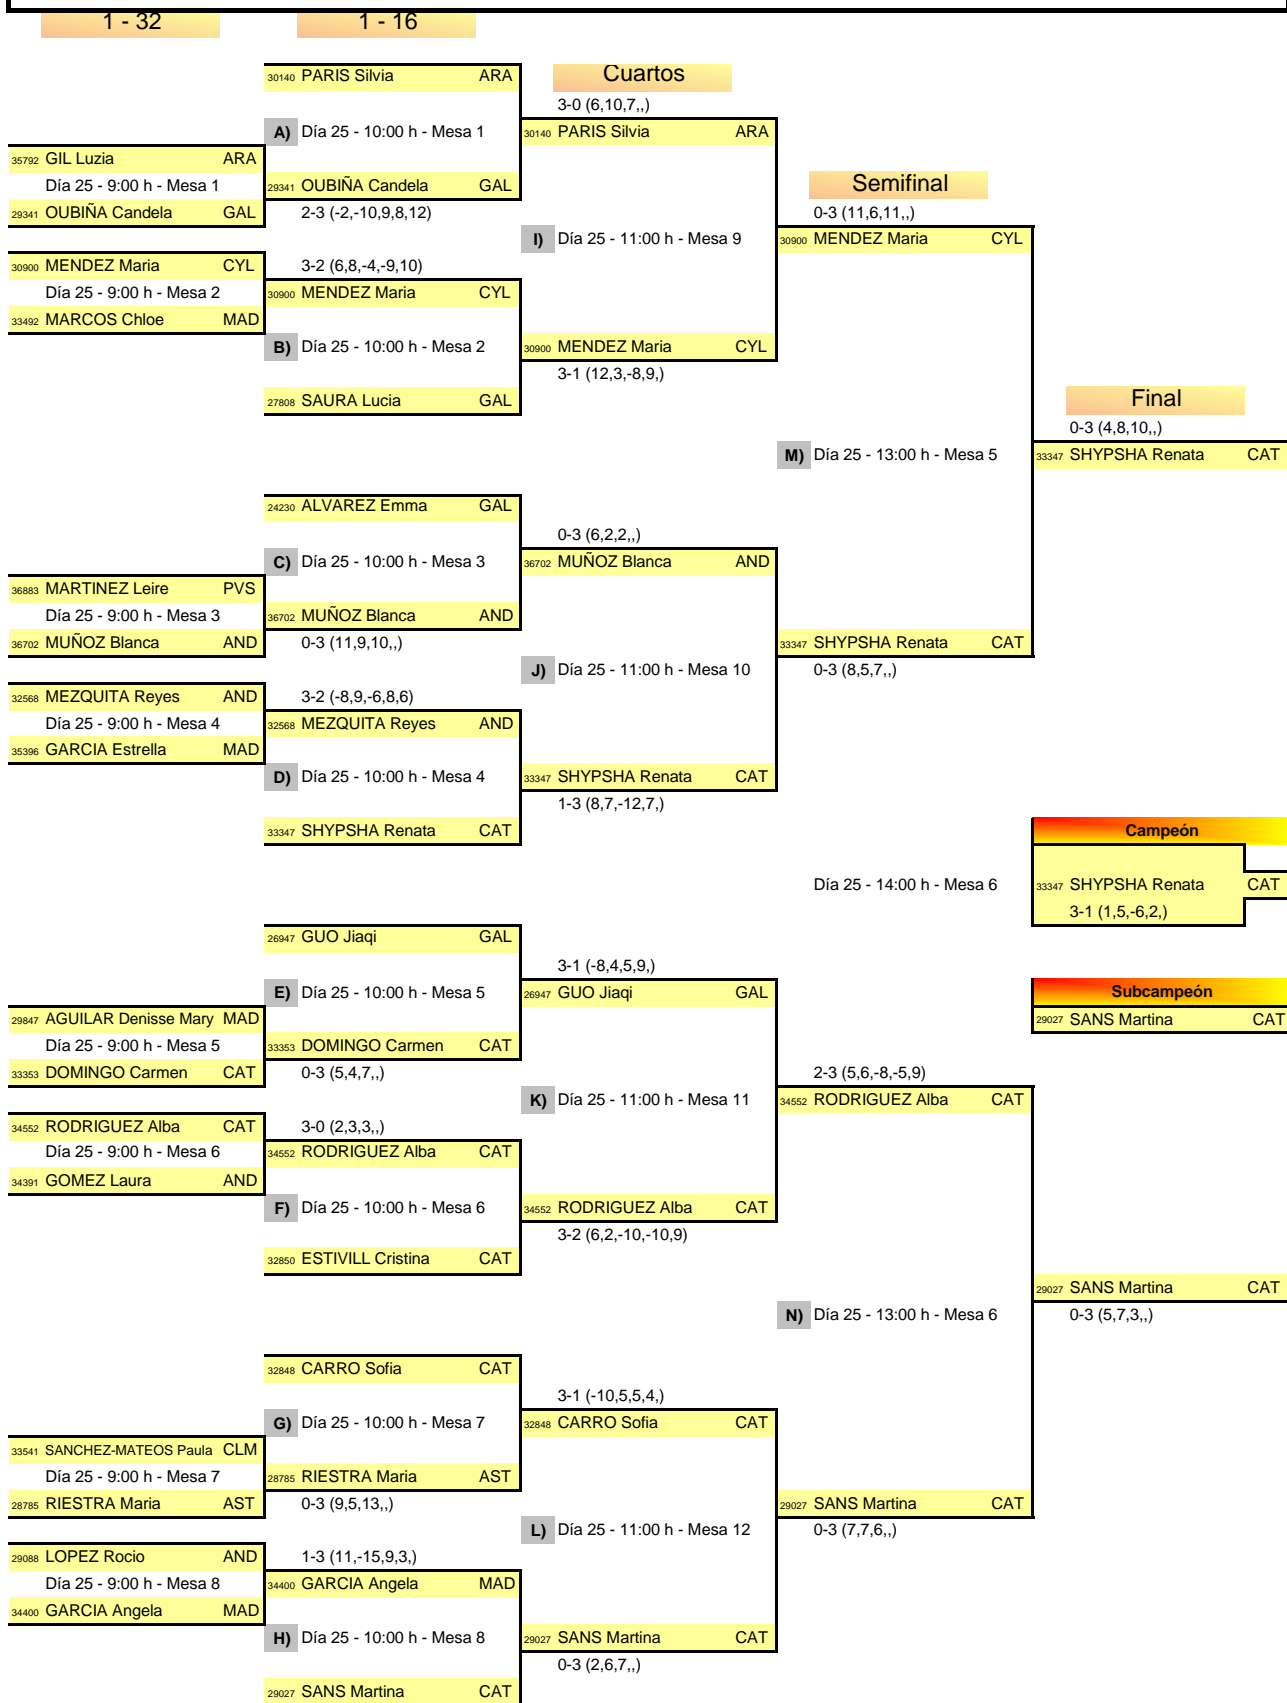 1 - 32
1 - 16
30140 PARIS Silvia ARA
Cuartos
3-0 (6,10,7,,)
A) Día 25 - 10:00 h - Mesa 1
30140 PARIS Silvia ARA
35792 GIL Luzia ARA
Día 25 - 9:00 h - Mesa 1
29341 OUBIÑA Candela GAL
Semifinal
29341 OUBIÑA Candela GAL
2-3 (-2,-10,9,8,12)
0-3 (11,6,11,,)
I) Día 25 - 11:00 h - Mesa 9
30900 MENDEZ Maria CYL
30900 MENDEZ Maria CYL
3-2 (6,8,-4,-9,10)
Día 25 - 9:00 h - Mesa 2
30900 MENDEZ Maria CYL
33492 MARCOS Chloe MAD
B) Día 25 - 10:00 h - Mesa 2
30900 MENDEZ Maria CYL
3-1 (12,3,-8,9,)
27808 SAURA Lucia GAL
Final
0-3 (4,8,10,,)
M) Día 25 - 13:00 h - Mesa 5
33347 SHYPSHA Renata CAT
24230 ALVAREZ Emma GAL
0-3 (6,2,2,,)
C) Día 25 - 10:00 h - Mesa 3
36702 MUÑOZ Blanca AND
36883 MARTINEZ Leire PVS
Día 25 - 9:00 h - Mesa 3
36702 MUÑOZ Blanca AND
36702 MUÑOZ Blanca AND
0-3 (11,9,10,,)
33347 SHYPSHA Renata CAT
J) Día 25 - 11:00 h - Mesa 10
0-3 (8,5,7,,)
32568 MEZQUITA Reyes AND
3-2 (-8,9,-6,8,6)
Día 25 - 9:00 h - Mesa 4
32568 MEZQUITA Reyes AND
35396 GARCIA Estrella MAD
D) Día 25 - 10:00 h - Mesa 4
33347 SHYPSHA Renata CAT
1-3 (8,7,-12,7,)
33347 SHYPSHA Renata CAT
Campeón
Día 25 - 14:00 h - Mesa 6
33347 SHYPSHA Renata CAT
3-1 (1,5,-6,2,)
26947 GUO Jiaqi GAL
3-1 (-8,4,5,9,)
E) Día 25 - 10:00 h - Mesa 5
26947 GUO Jiaqi GAL
Subcampeón
29027 SANS Martina CAT
29847 AGUILAR Denisse Mary MAD
Día 25 - 9:00 h - Mesa 5
33353 DOMINGO Carmen CAT
33353 DOMINGO Carmen CAT
0-3 (5,4,7,,)
2-3 (5,6,-8,-5,9)
K) Día 25 - 11:00 h - Mesa 11
34552 RODRIGUEZ Alba CAT
34552 RODRIGUEZ Alba CAT
3-0 (2,3,3,,)
Día 25 - 9:00 h - Mesa 6
34552 RODRIGUEZ Alba CAT
34391 GOMEZ Laura AND
F) Día 25 - 10:00 h - Mesa 6
34552 RODRIGUEZ Alba CAT
3-2 (6,2,-10,-10,9)
32850 ESTIVILL Cristina CAT
29027 SANS Martina CAT
N) Día 25 - 13:00 h - Mesa 6
0-3 (5,7,3,,)
32848 CARRO Sofia CAT
3-1 (-10,5,5,4,)
G) Día 25 - 10:00 h - Mesa 7
32848 CARRO Sofia CAT
33541 SANCHEZ-MATEOS Paula CLM
Día 25 - 9:00 h - Mesa 7
28785 RIESTRA Maria AST
28785 RIESTRA Maria AST
0-3 (9,5,13,,)
29027 SANS Martina CAT
L) Día 25 - 11:00 h - Mesa 12
0-3 (7,7,6,,)
29088 LOPEZ Rocio AND
1-3 (11,-15,9,3,)
Día 25 - 9:00 h - Mesa 8
34400 GARCIA Angela MAD
34400 GARCIA Angela MAD
H) Día 25 - 10:00 h - Mesa 8
29027 SANS Martina CAT
0-3 (2,6,7,,)
29027 SANS Martina CAT